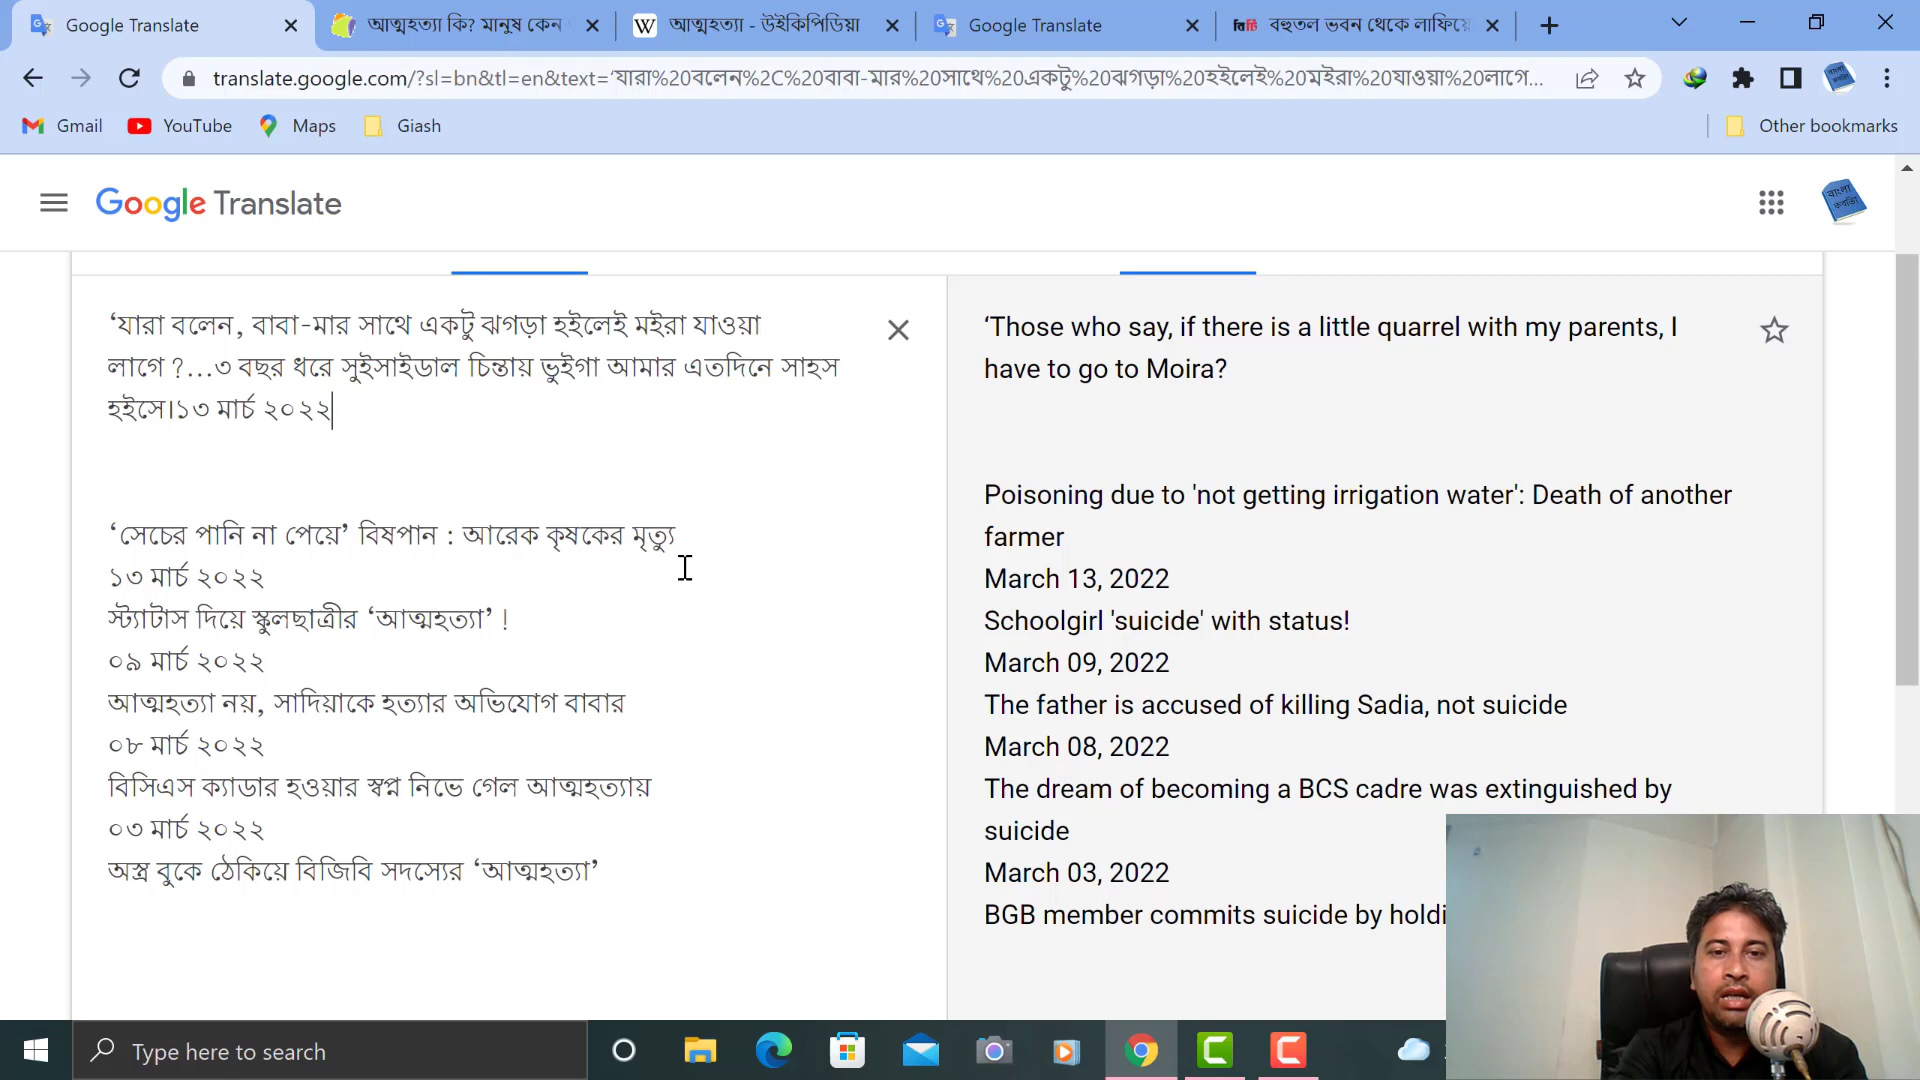 Google Translate
আত্মহত্যা কি? মানুষ কেন
আত্মহত্যা - উইকিপিডিয়া
Google Translate
বহুতল ভবন থেকে লাফিয়ে
translate.google.com/?sl=bn&tl=en&text='যারা%20বলেন%2C%20বাবা-মার%20সাথে%20একটু%20ঝগড়া%20হইলেই%20মইরা%20যাওয়া%20লাগে...
Gmail
YouTube
Maps
Giash
Other bookmarks
Google Translate
‘যারা বলেন, বাবা-মার সাথে একটু ঝগড়া হইলেই মইরা যাওয়া
লাগে ?...৩ বছর ধরে সুইসাইডাল চিন্তায় ভুইগা আমার এতদিনে সাহস
হইসে।১৩ মার্চ ২০২২
‘সেচের পানি না পেয়ে’ বিষপান : আরেক কৃষকের মৃত্যু
১৩ মার্চ ২০২২
স্ট্যাটাস দিয়ে স্কুলছাত্রীর ‘আত্মহত্যা’ !
০৯ মার্চ ২০২২
আত্মহত্যা নয়, সাদিয়াকে হত্যার অভিযোগ বাবার
০৮ মার্চ ২০২২
বিসিএস ক্যাডার হওয়ার স্বপ্ন নিভে গেল আত্মহত্যায়
০৩ মার্চ ২০২২
অস্ত্র বুকে ঠেকিয়ে বিজিবি সদস্যের ‘আত্মহত্যা’
‘Those who say, if there is a little quarrel with my parents, I
have to go to Moira?
Poisoning due to 'not getting irrigation water': Death of another
farmer
March 13, 2022
Schoolgirl 'suicide' with status!
March 09, 2022
The father is accused of killing Sadia, not suicide
March 08, 2022
The dream of becoming a BCS cadre was extinguished by
suicide
March 03, 2022
BGB member commits suicide by holdi
Type here to search